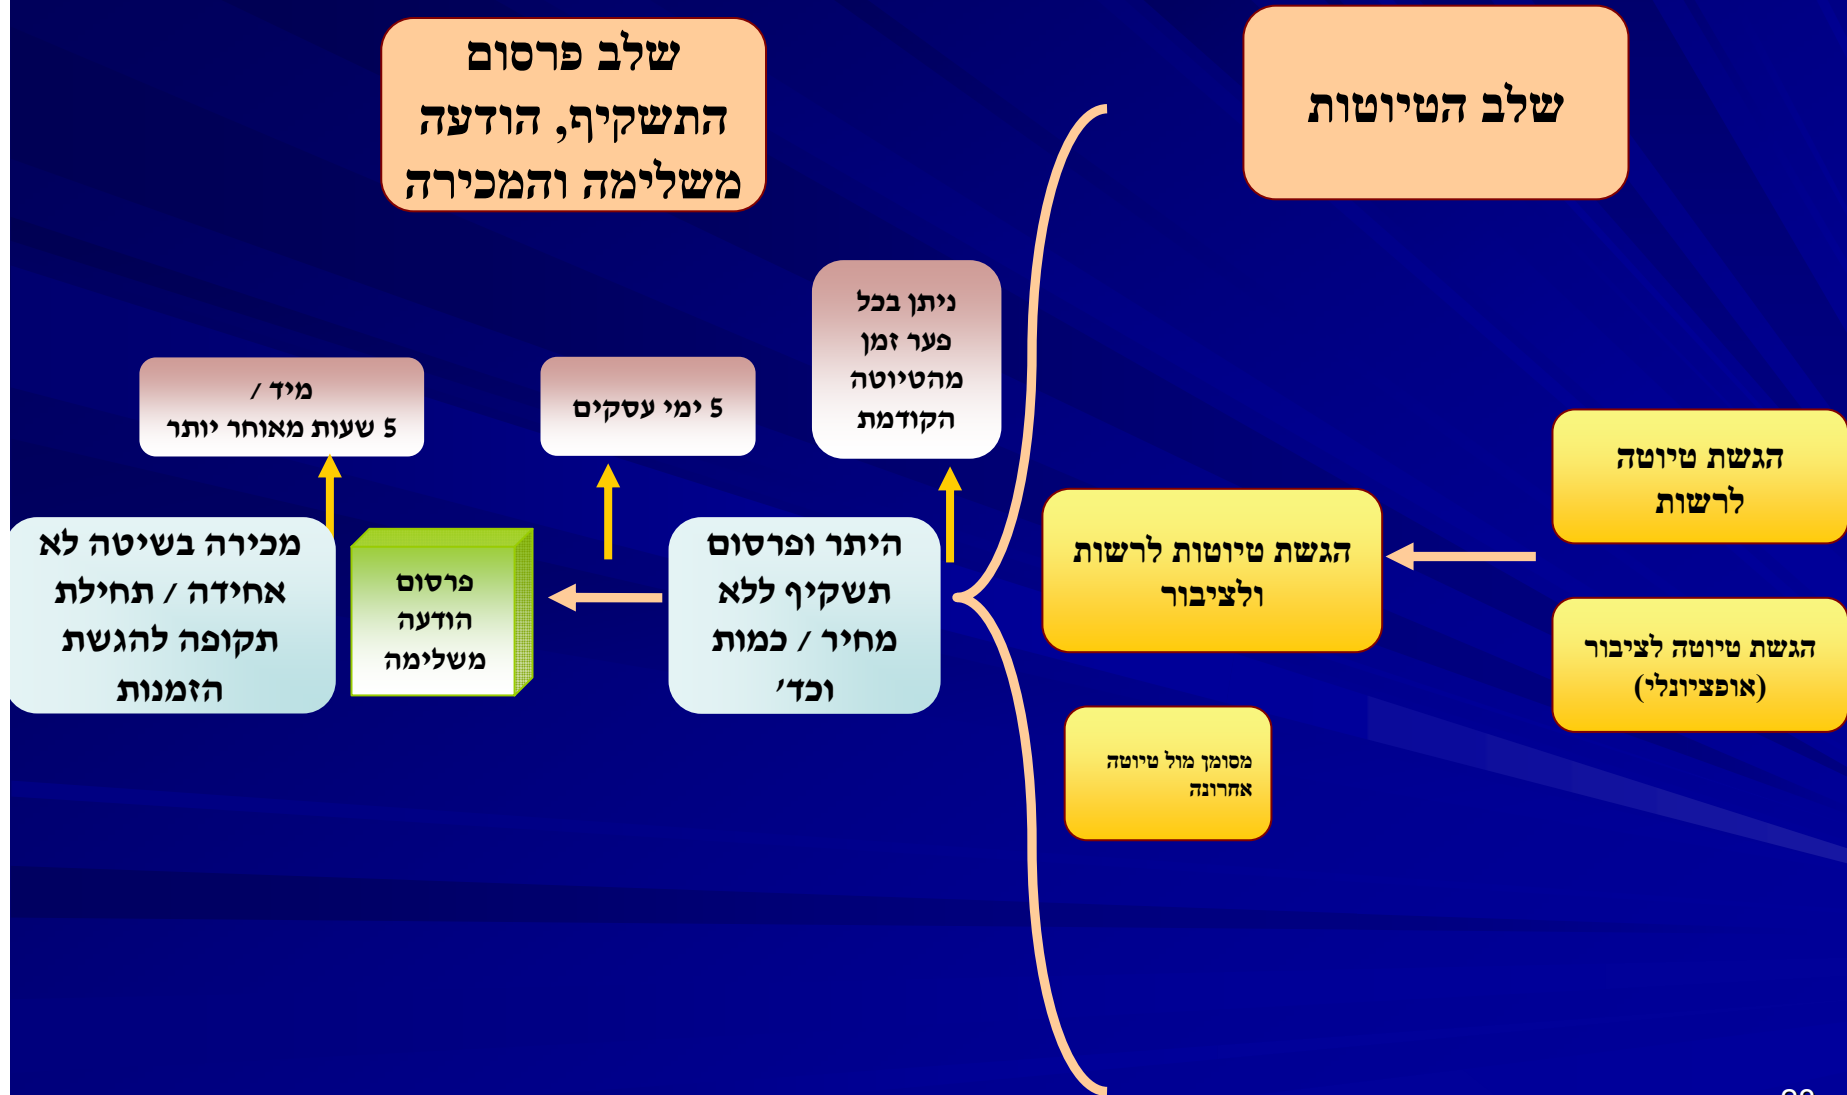 שלב הטיוטות
שלב פרסום
התשקיף, הודעה
משלימה והמכירה
ניתן בכל
פער זמן
מהטיוטה
הקודמת
5 ימי עסקים
מיד /
5 שעות מאוחר יותר
הגשת טיוטה
לרשות
הגשת טיוטה לציבור
(אופציונלי)
הגשת טיוטות לרשות
ולציבור
מסומן מול טיוטה
אחרונה
היתר ופרסום
תשקיף ללא
מחיר / כמות
וכד'
פרסום
הודעה
משלימה
מכירה בשיטה לא
אחידה / תחילת
תקופה להגשת
הזמנות